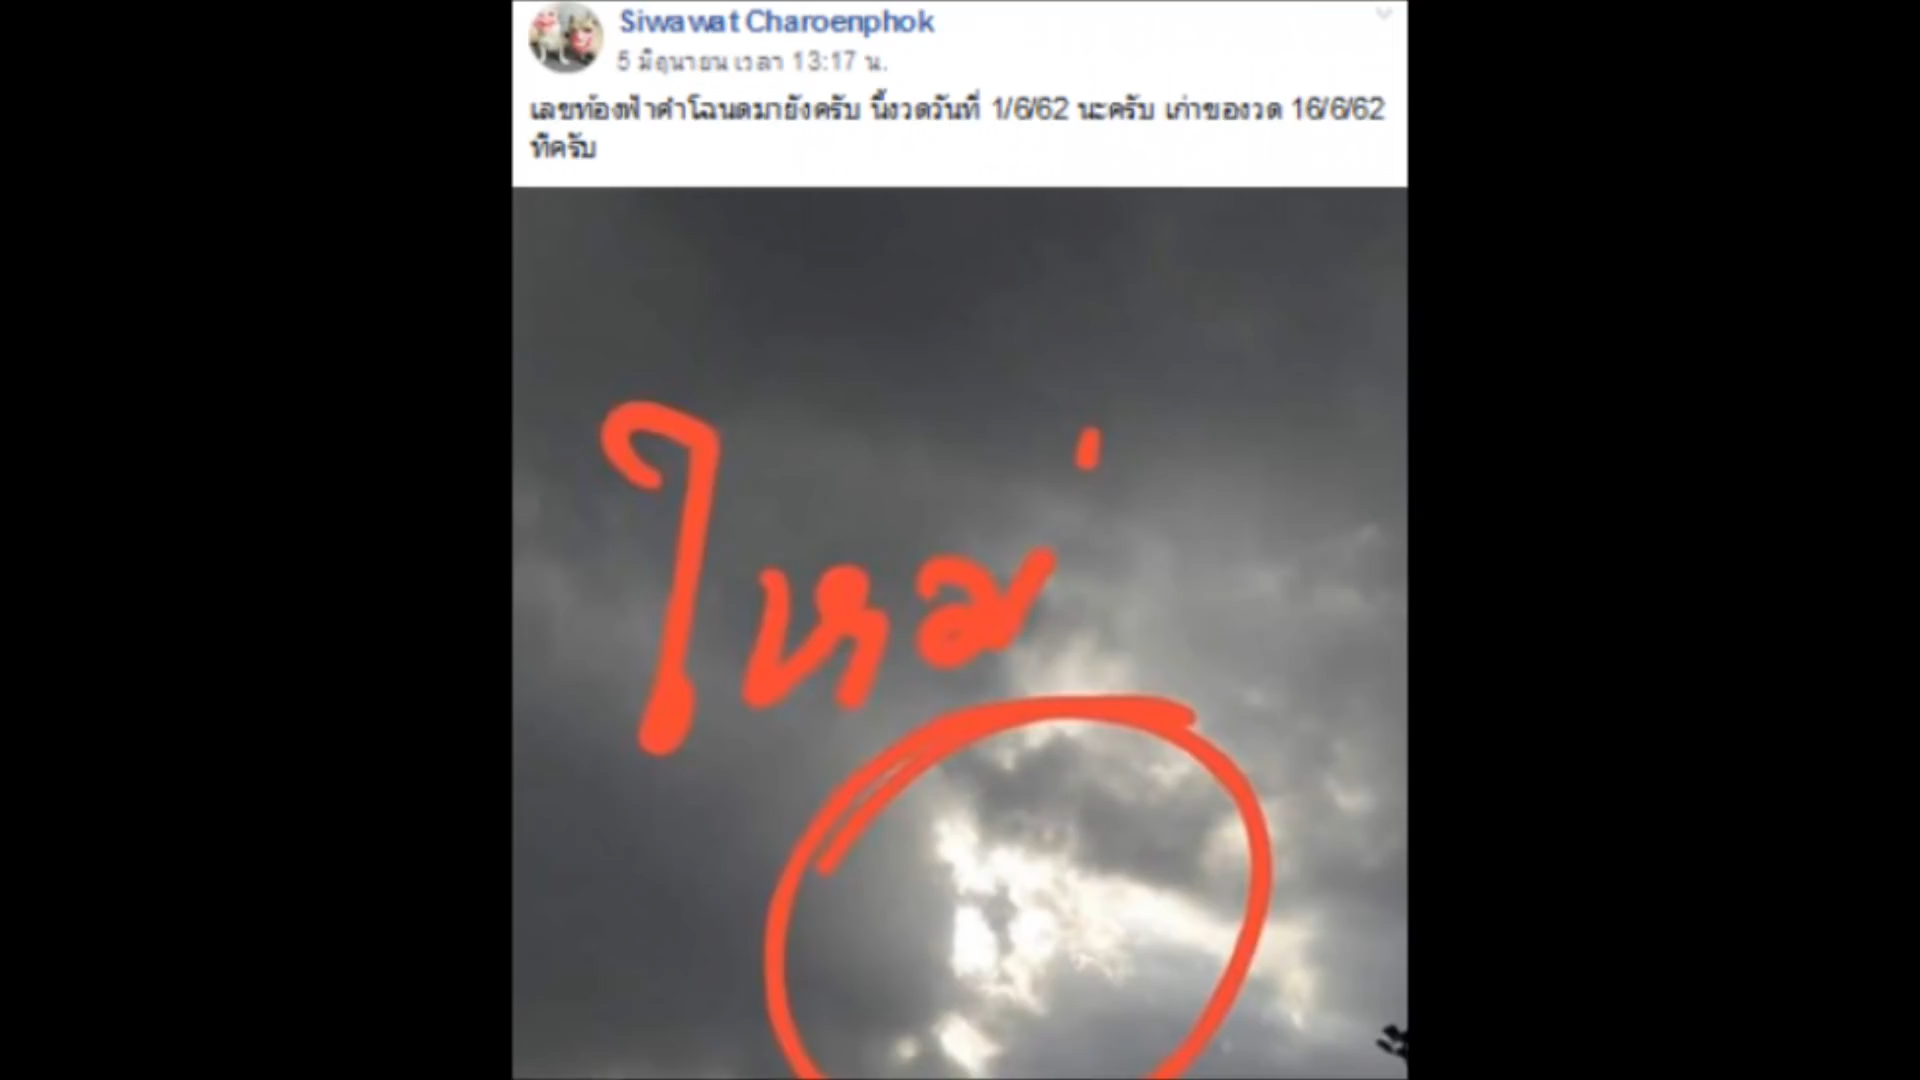 Siwawat Charoenphok
5 มิถุนายน เวลา 13:17 น.
เลขท้องฟ้าคำโฉนดมายังครับ นี้งวดวันที่ 1/6/62 นะครับ เก่าของงวด 16/6/62
ทีครับ
ใหม่